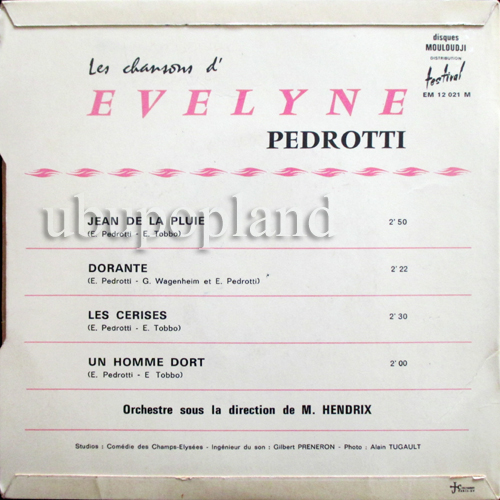 disques
MOULOUDJI
DISTRIBUTION
festival
EM 12 021 M
Les chansons d'
EVELYNE
PEDROTTI
ubupopland
JEAN DE LA PLUIE 2'50
(E. Pedrotti - E. Tobbo)
DORANTE 2'22
(E. Pedrotti - G. Wagenheim et E. Pedrotti)
LES CERISES 2'30
(E. Pedrotti - E. Tobbo)
UN HOMME DORT 2'00
(E. Pedrotti - E Tobbo)
Orchestre sous la direction de M. HENDRIX
Studios : Comédie des Champs-Elysées - Ingénieur du son : Gilbert PRENERON - Photo : Alain TUGAULT